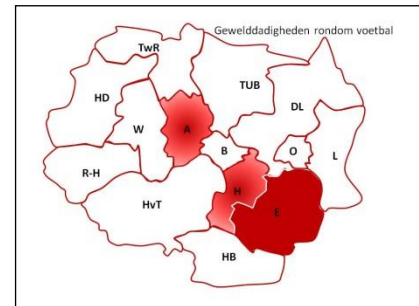 Gewelddadigheden rondom voetbal
TwR
HD
TUB
DL
W
A
B
O
L
R-H
H
E
HvT
HB